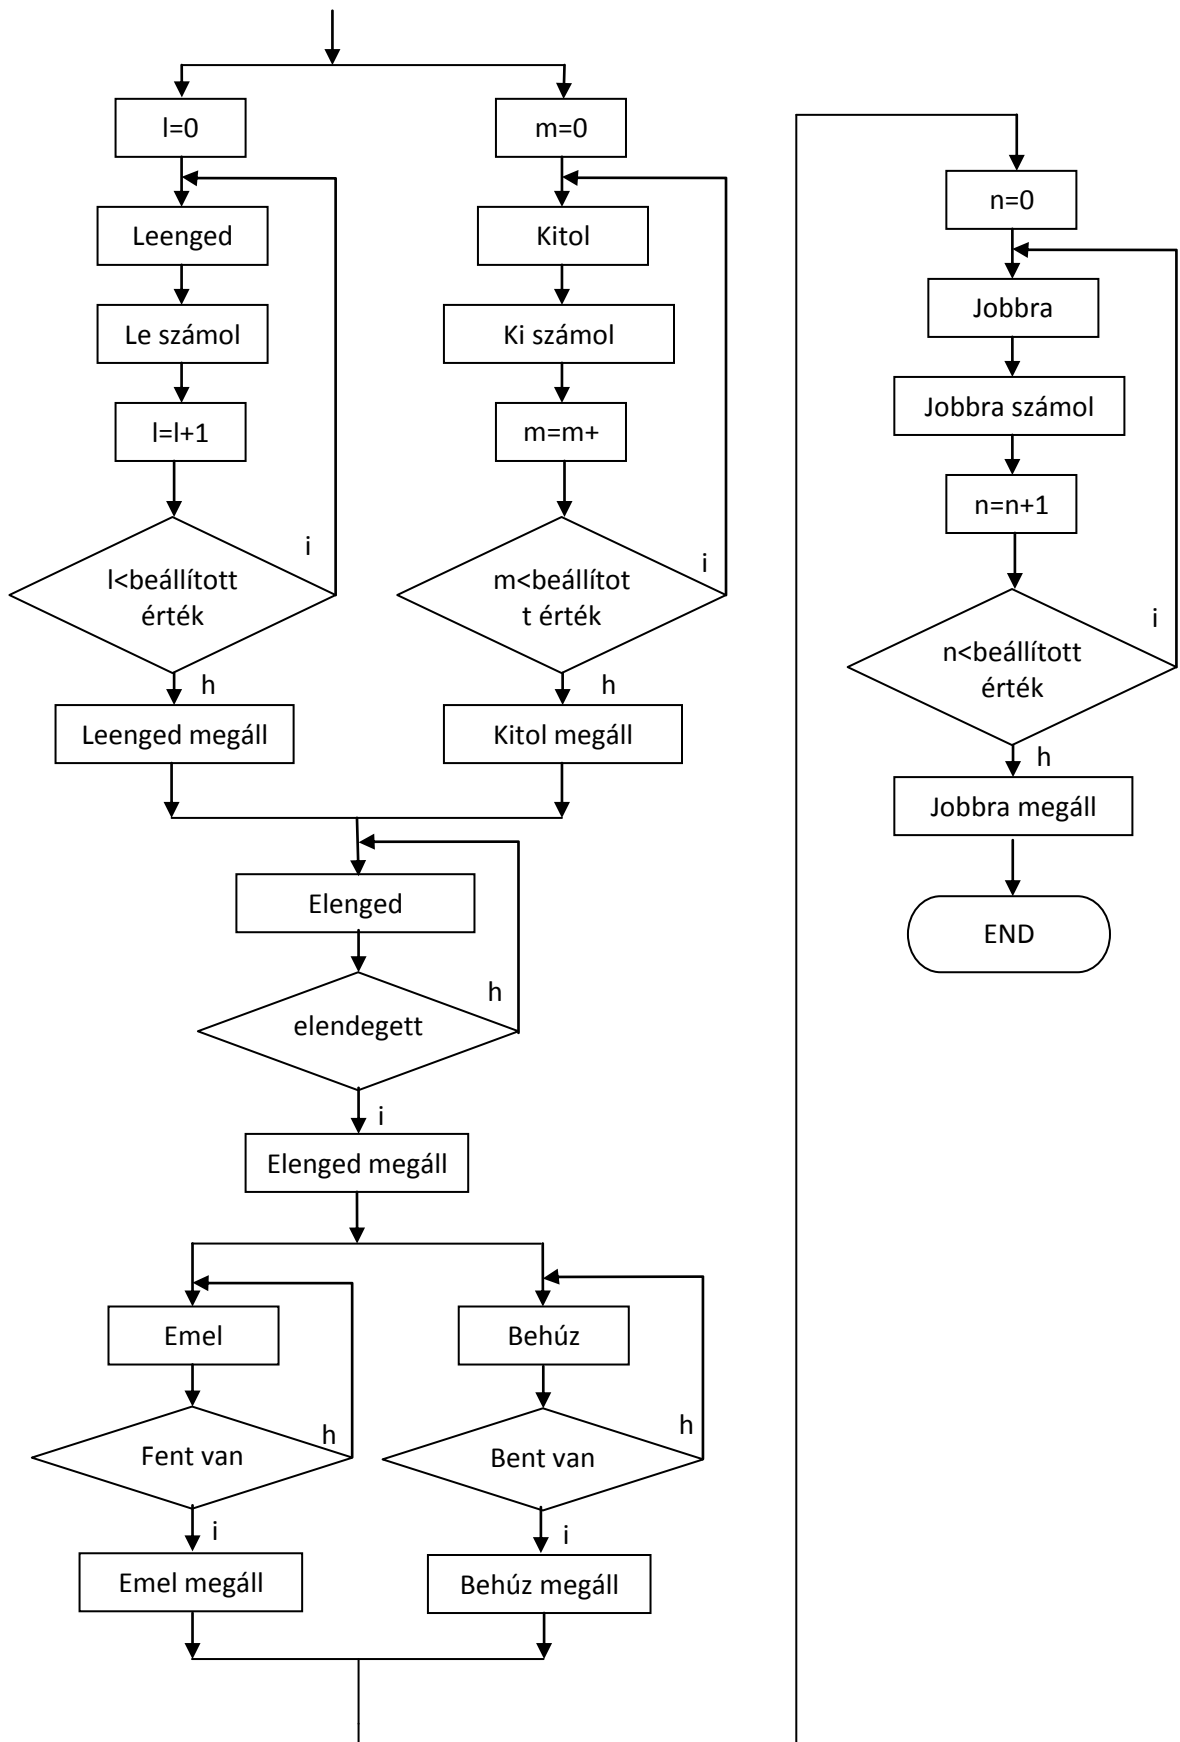 l=0
m=0
Leenged
Kitol
Le számol
Ki számol
l=l+1
m=m+
l<beállított
érték
i
m<beállítot
t érték
i
h
h
Leenged megáll
Kitol megáll
Elenged
elendegett
h
i
Elenged megáll
Emel
Behúz
Fent van
h
Bent van
h
i
i
Emel megáll
Behúz megáll
n=0
Jobbra
Jobbra számol
n=n+1
n<beállított
érték
i
h
Jobbra megáll
END